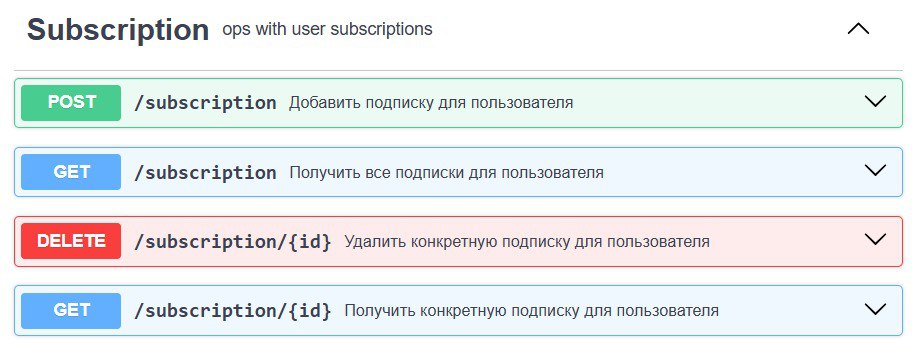 Subscription ops with user subscriptions
POST /subscription Добавить подписку для пользователя
GET /subscription Получить все подписки для пользователя
DELETE /subscription/{id} Удалить конкретную подписку для пользователя
GET /subscription/{id} Получить конкретную подписку для пользователя